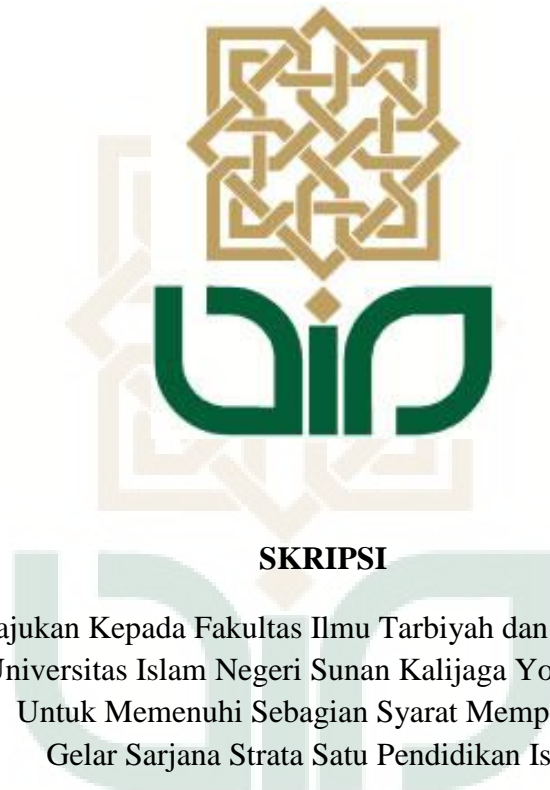 uin
SKRIPSI
ajukan Kepada Fakultas Ilmu Tarbiyah dan
Universitas Islam Negeri Sunan Kalijaga Yo
Untuk Memenuhi Sebagian Syarat Memp
Gelar Sarjana Strata Satu Pendidikan Is